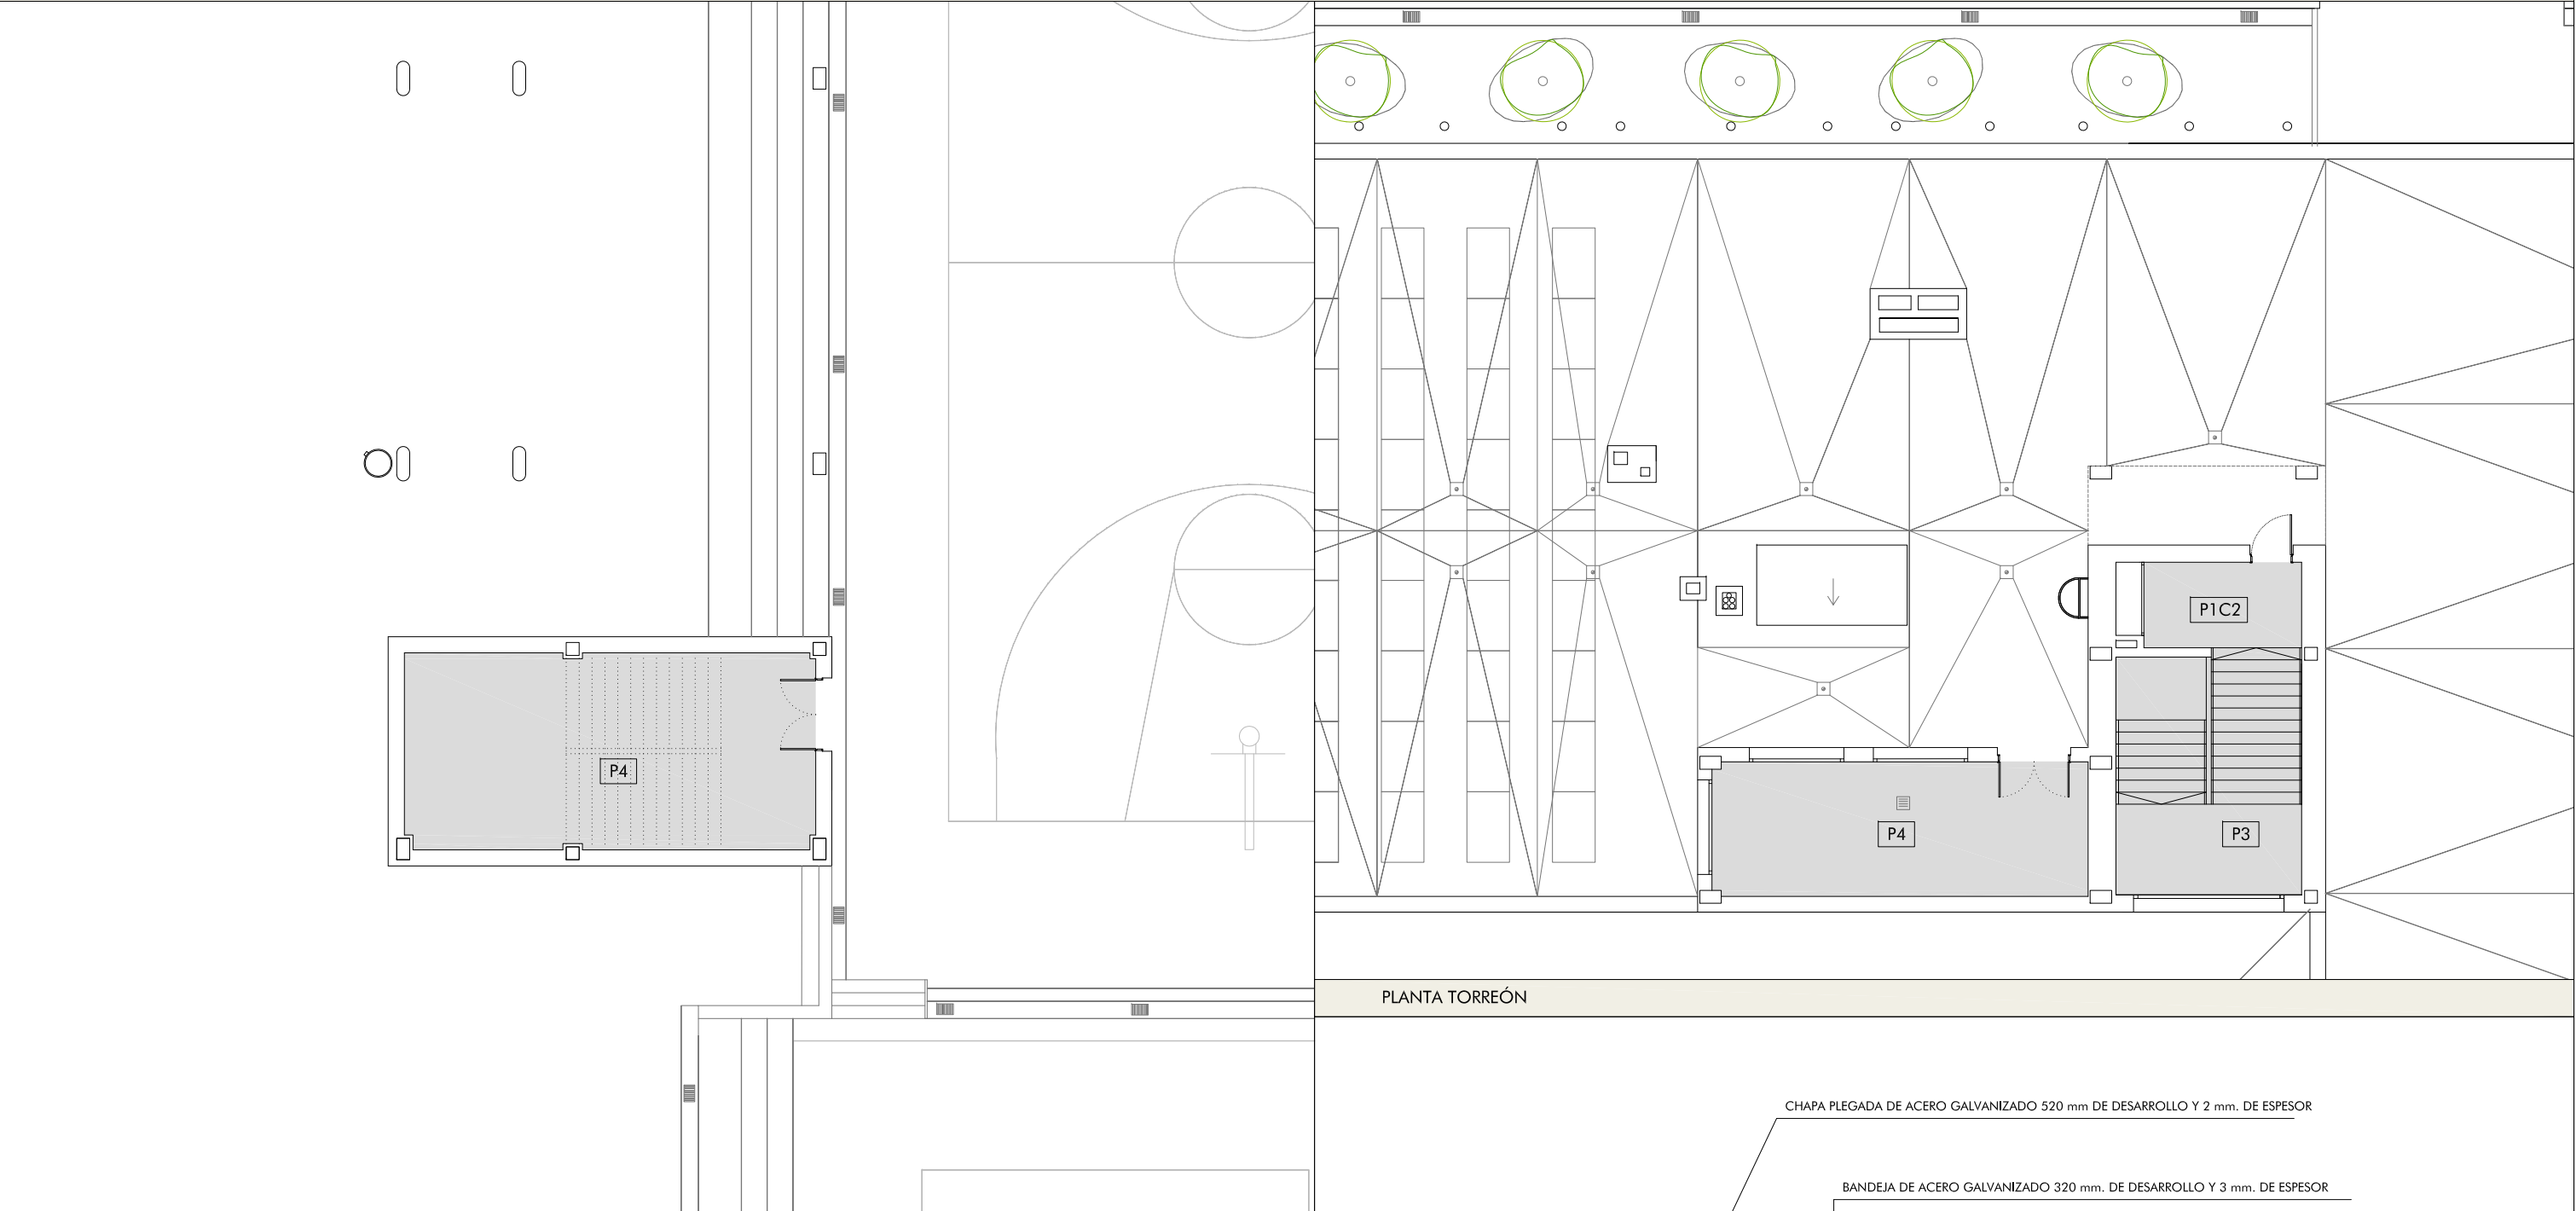 P1C2
P4
P4
P3
PLANTA TORREÓN
CHAPA PLEGADA DE ACERO GALVANIZADO 520 mm DE DESARROLLO Y 2 mm. DE ESPESOR
BANDEJA DE ACERO GALVANIZADO 320 mm. DE DESARROLLO Y 3 mm. DE ESPESOR